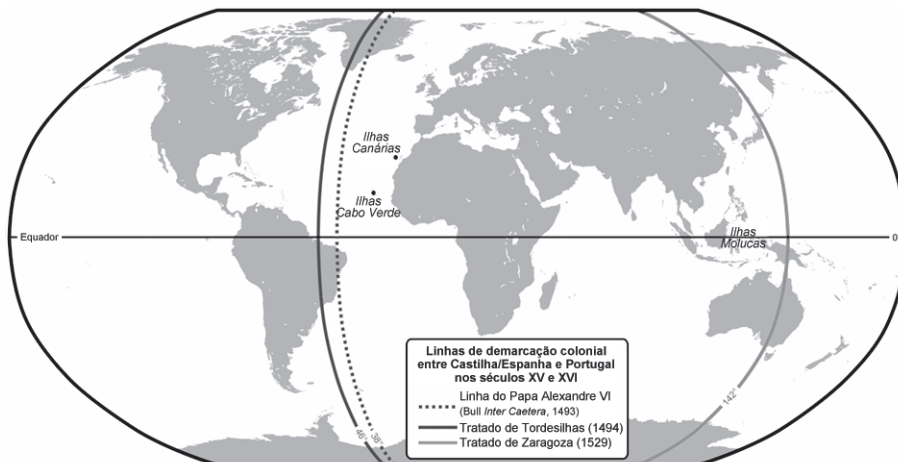 Ilhas
Canárias
Ilhas
Cabo Verde
Equador
0
Ilhas
Molucas
Linhas de demarcação colonial
entre Castilha/Espanha e Portugal
nos séculos XV e XVI
Linha do Papa Alexandre VI
(Bull Inter Caetera, 1493)
Tratado de Tordesilhas (1494)
Tratado de Zaragoza (1529)
46°
38°
142°